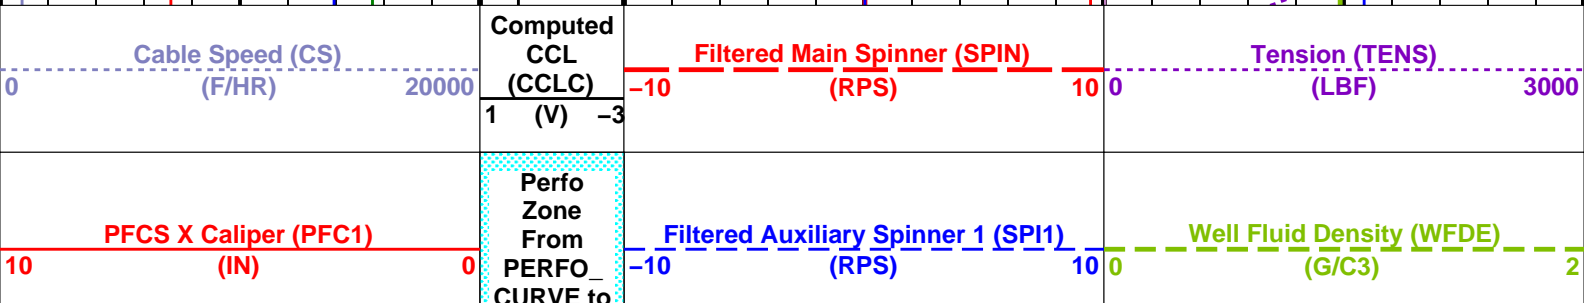 Cable Speed (CS)
0 (F/HR) 20000
Computed
CCL
(CCLC)
1 (V) −3
Filtered Main Spinner (SPIN)
−10 (RPS) 10
Tension (TENS)
0 (LBF) 3000
PFCS X Caliper (PFC1)
10 (IN) 0
Perfo
Zone
From
PERFO_
CURVE to
Filtered Auxiliary Spinner 1 (SPI1)
−10 (RPS) 10
Well Fluid Density (WFDE)
0 (G/C3) 2